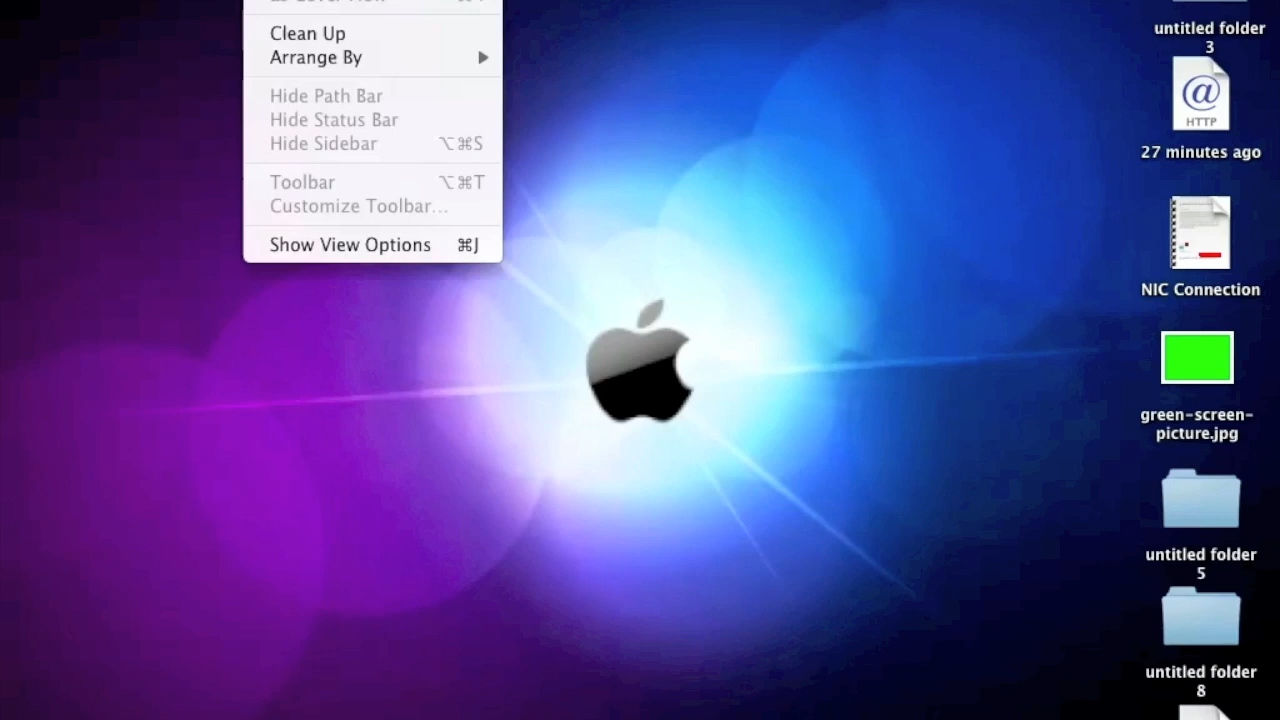 Clean Up
Arrange By
Hide Path Bar
Hide Status Bar
Hide Sidebar ⌥⌘S
Toolbar ⌥⌘T
Customize Toolbar...
Show View Options ⌘J
untitled folder
3
@
HTTP
27 minutes ago
NIC Connection
green-screen-
picture.jpg
untitled folder
5
untitled folder
8